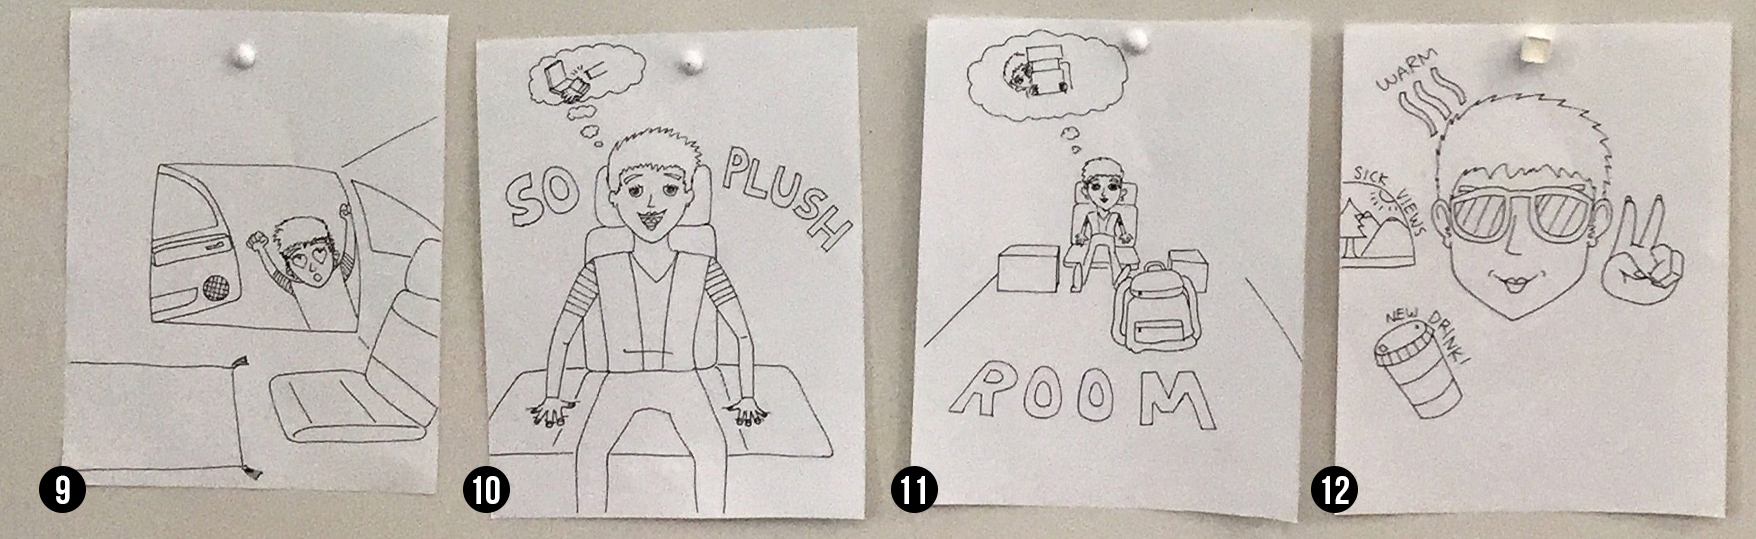 SO PLUSH
ROOM
WARM
SICK VIEWS
NEW DRINK!
9
10
11
12